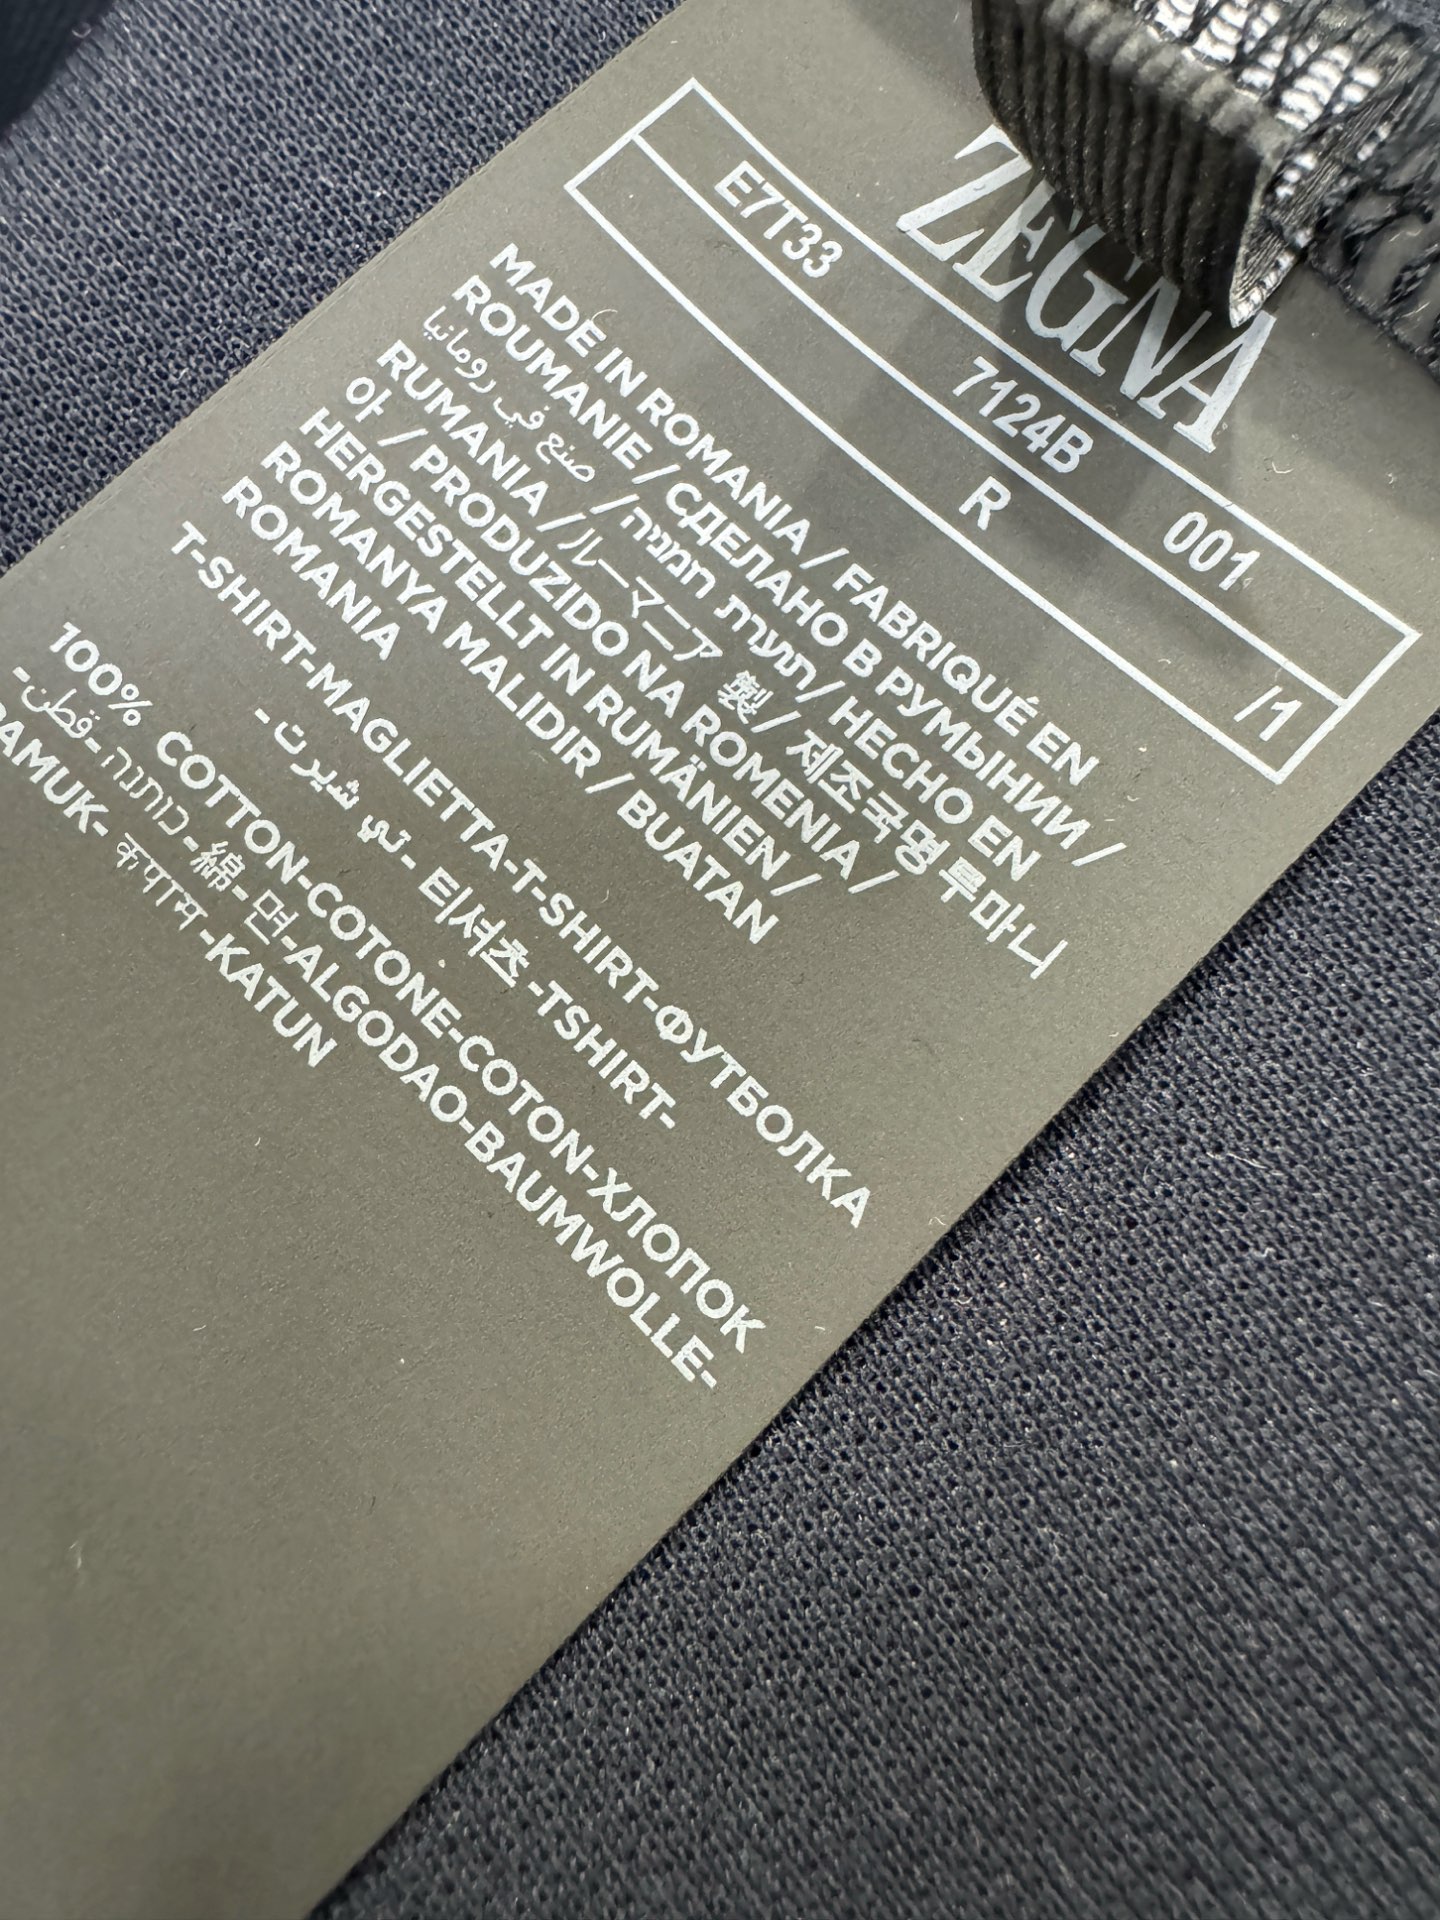 ZEGNA
E7T33 7124B 001
R /1
MADE IN ROMANIA / FABRIQUÉ EN
ROUMANIE / СДЕЛАНО В РУМЫНИИ /
صنع في رومانيا / תוצרת רומניה / HECHO EN
RUMANIA / ルーマニア 製 / 제조국명 루마니
아 / PRODUZIDO NA ROMENIA /
HERGESTELLT IN RUMÄNIEN /
ROMANYA MALIDIR / BUATAN
ROMANIA
T-SHIRT-MAGLIETTA-T-SHIRT-ФУТБОЛКА
- تي شيرت - 티셔츠 -TSHIRT-
100% COTTON-COTONE-COTON-ХЛОПОК
-قطن- כותנה - 綿 - 면-ALGODAO-BAUMWOLLE-
PAMUK- कपास -KATUN